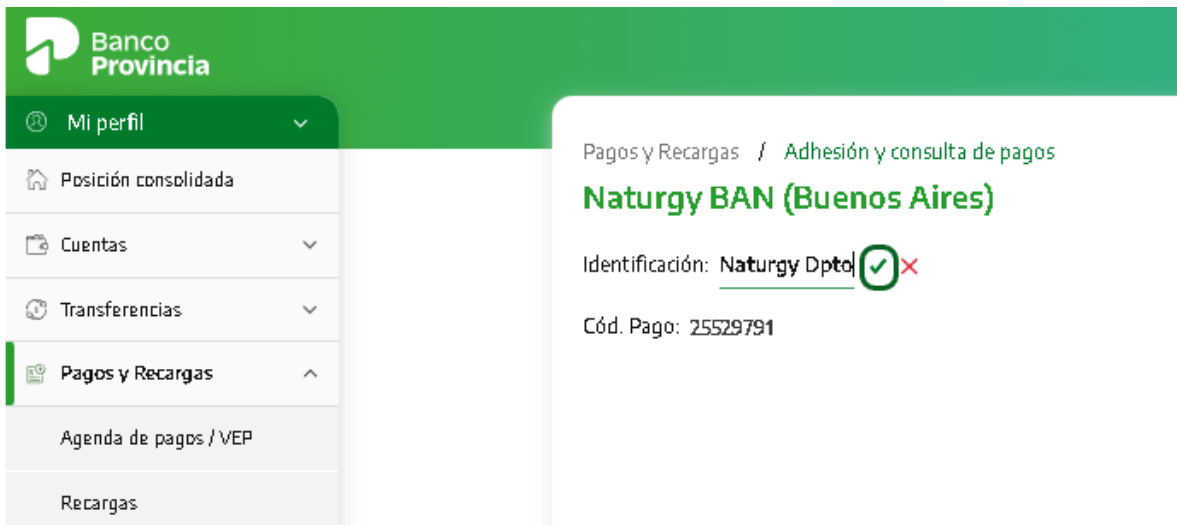 Banco
Provincia
Mi perfil
Posición consolidada
Cuentas
Transferencias
Pagos y Recargas
Agenda de pagos / VEP
Recargas
Pagos y Recargas / Adhesión y consulta de pagos
Naturgy BAN (Buenos Aires)
Identificación: Naturgy Dpto
Cód. Pago: 25529791